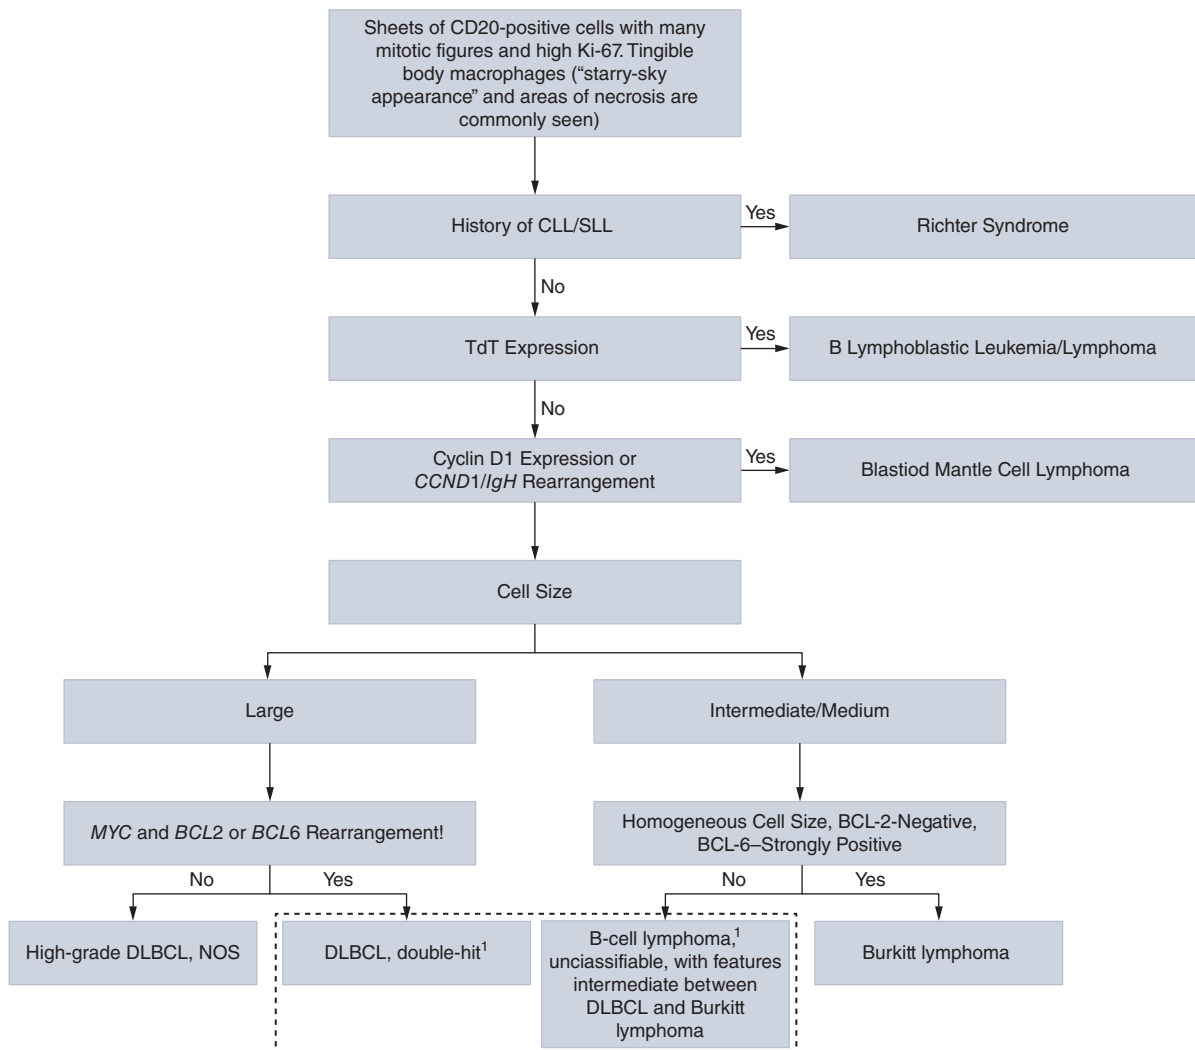 Sheets of CD20-positive cells with many
mitotic figures and high Ki-67. Tingible
body macrophages (“starry-sky
appearance” and areas of necrosis are
commonly seen)
History of CLL/SLL
Yes
Richter Syndrome
No
TdT Expression
Yes
B Lymphoblastic Leukemia/Lymphoma
No
Cyclin D1 Expression or
CCND1/IgH Rearrangement
Yes
Blastiod Mantle Cell Lymphoma
Cell Size
Large
Intermediate/Medium
MYC and BCL2 or BCL6 Rearrangement!
Homogeneous Cell Size, BCL-2-Negative,
BCL-6–Strongly Positive
No
Yes
No
Yes
High-grade DLBCL, NOS
DLBCL, double-hit1
B-cell lymphoma,1
unciassifiable, with features
intermediate between
DLBCL and Burkitt
lymphoma
Burkitt lymphoma